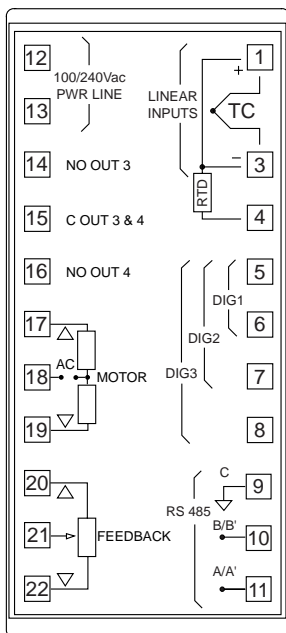 12
100/240Vac
PWR LINE
13
14 NO OUT 3
15 C OUT 3 & 4
16 NO OUT 4
17
18 AC MOTOR
19
20
21 FEEDBACK
22
LINEAR
INPUTS
1
+
TC
–
3
RTD
4
5
DIG1
6
DIG2
7
DIG3
8
RS 485
C
9
B/B'
10
A/A'
11